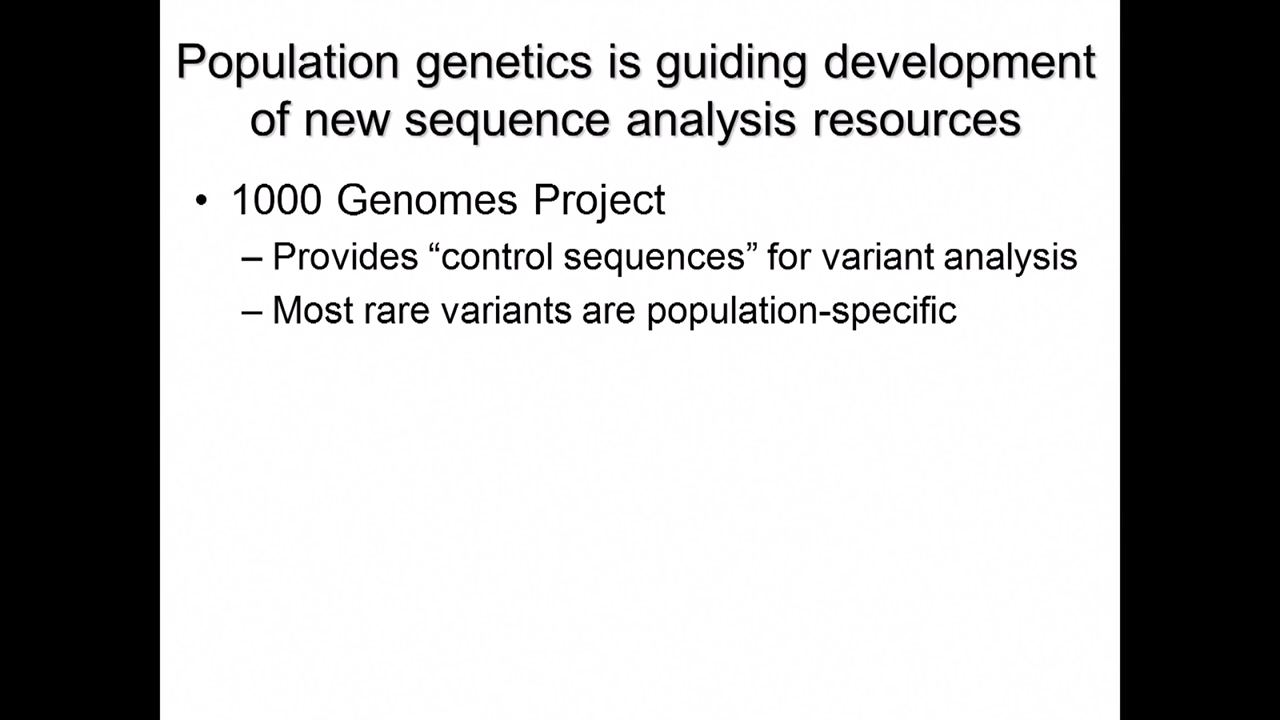 Population genetics is guiding development
of new sequence analysis resources
• 1000 Genomes Project
– Provides “control sequences” for variant analysis
– Most rare variants are population-specific